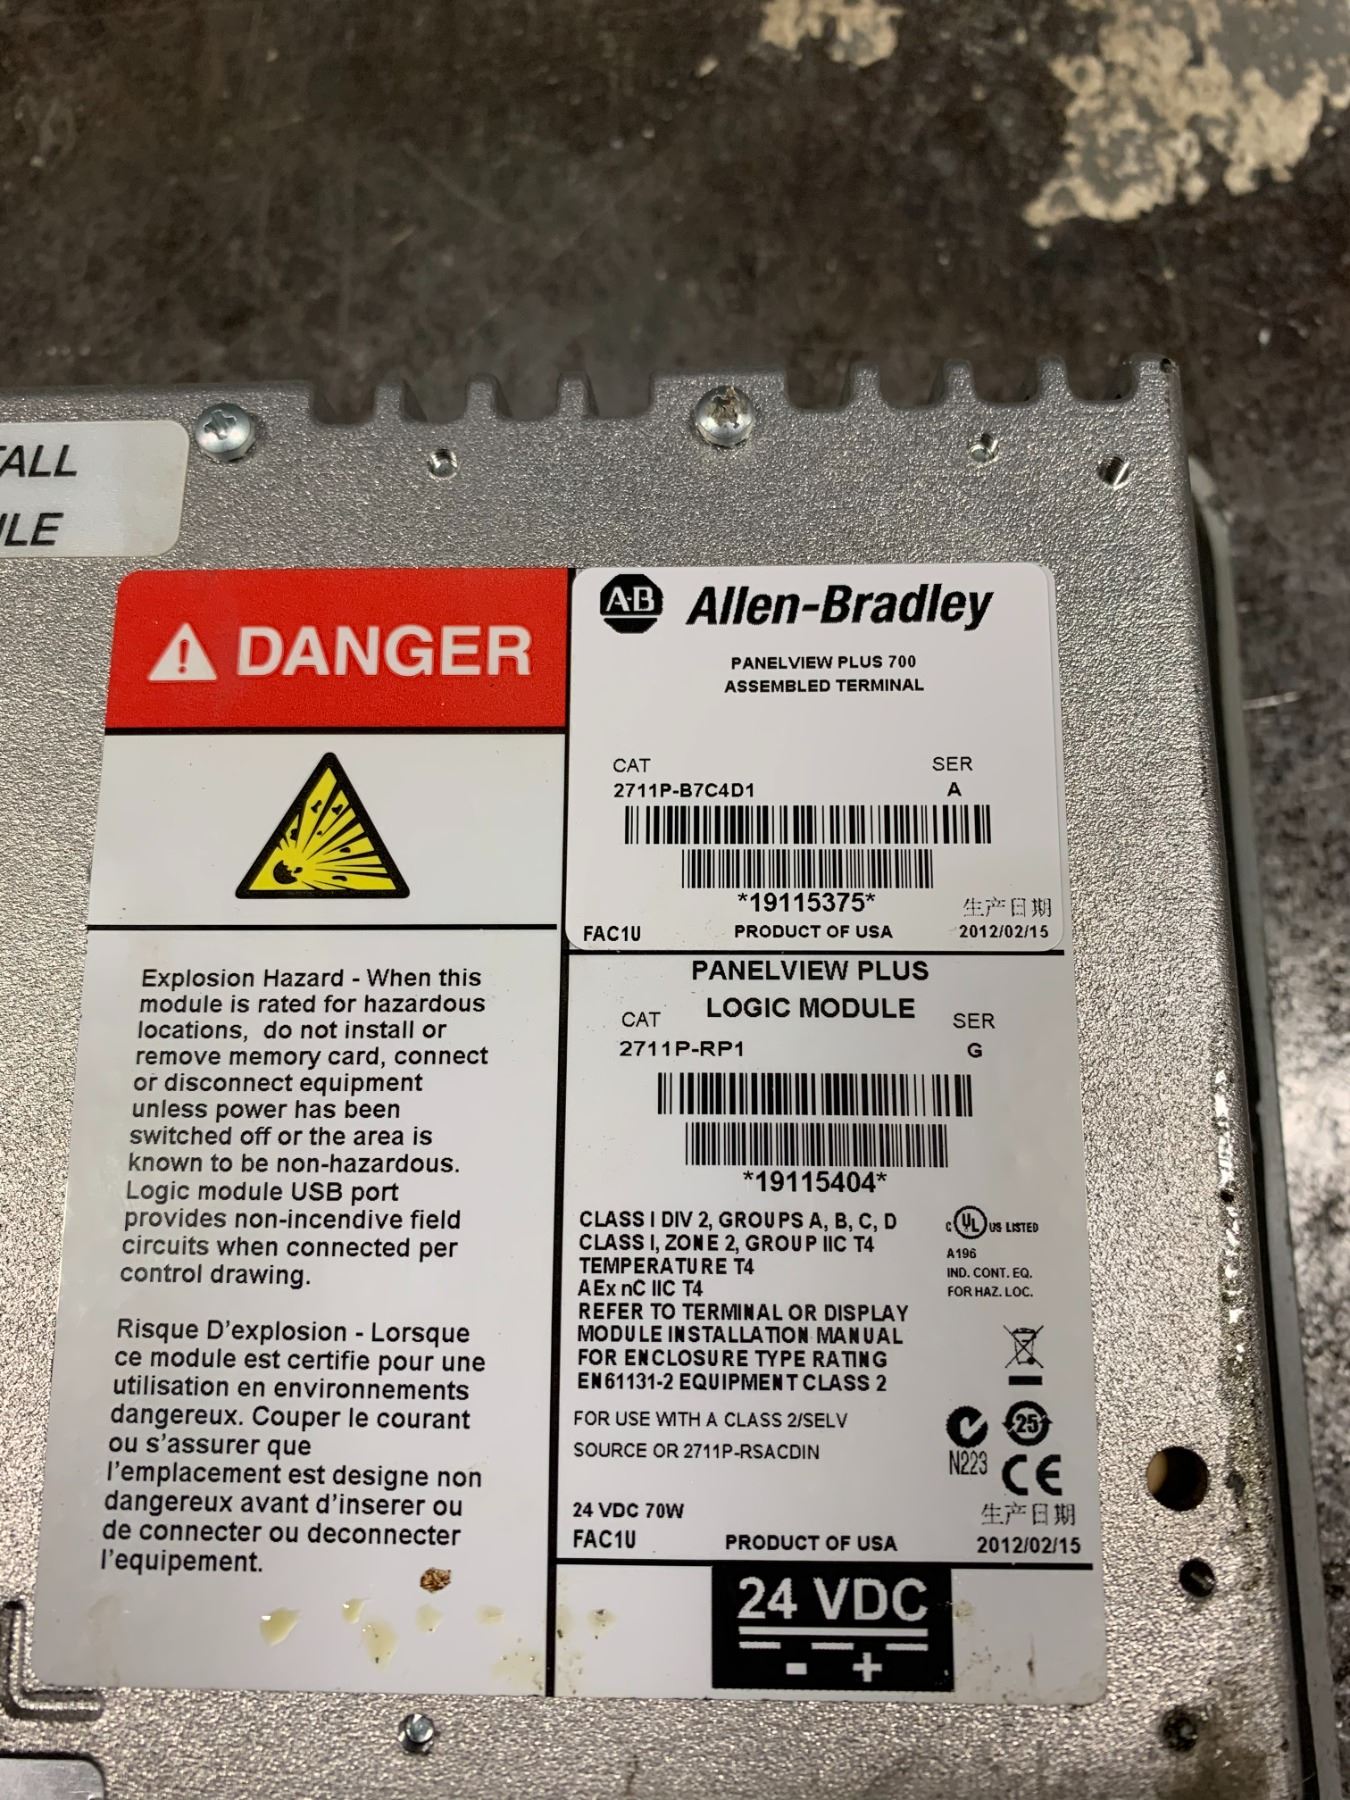 ALL
DANGER
Explosion Hazard - When this
module is rated for hazardous
locations, do not install or
remove memory card, connect
or disconnect equipment
unless power has been
switched off or the area is
known to be non-hazardous.
Logic module USB port
provides non-incendive field
circuits when connected per
control drawing.
Risque D'explosion - Lorsque
ce module est certifie pour une
utilisation en environnements
dangereux. Couper le courant
ou s'assurer que
l'emplacement est designe non
dangereux avant d'inserer ou
de connecter ou deconnecter
l'equipement.
A-B Allen-Bradley
PANELVIEW PLUS 700
ASSEMBLED TERMINAL
CAT SER
2711P-B7C4D1 A
*19115375*
生产日期
FAC1U PRODUCT OF USA 2012/02/15
PANELVIEW PLUS
LOGIC MODULE
CAT SER
2711P-RP1 G
*19115404*
CLASS I DIV 2, GROUPS A, B, C, D
CLASS I, ZONE 2, GROUP IIC T4
TEMPERATURE T4
AEx nC IIC T4
REFER TO TERMINAL OR DISPLAY
MODULE INSTALLATION MANUAL
FOR ENCLOSURE TYPE RATING
EN61131-2 EQUIPMENT CLASS 2
C UL US LISTED
A196
IND. CONT. EQ.
FOR HAZ. LOC.
FOR USE WITH A CLASS 2/SELV
SOURCE OR 2711P-RSACDIN
25
N223 CE
24 VDC 70W
生产日期
FAC1U PRODUCT OF USA 2012/02/15
24 VDC
- +